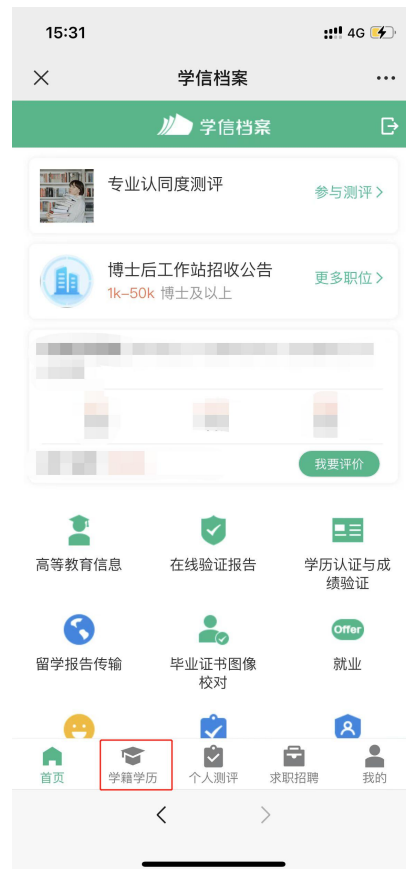 15:31
4G
学信档案
学信档案
专业认同度测评
参与测评
博士后工作站招收公告
更多职位
1k-50k 博士及以上
我要评价
高等教育信息
在线验证报告
学历认证与成
绩验证
Offer
留学报告传输
毕业证书图像
校对
就业
首页
学籍学历
个人测评
求职招聘
我的